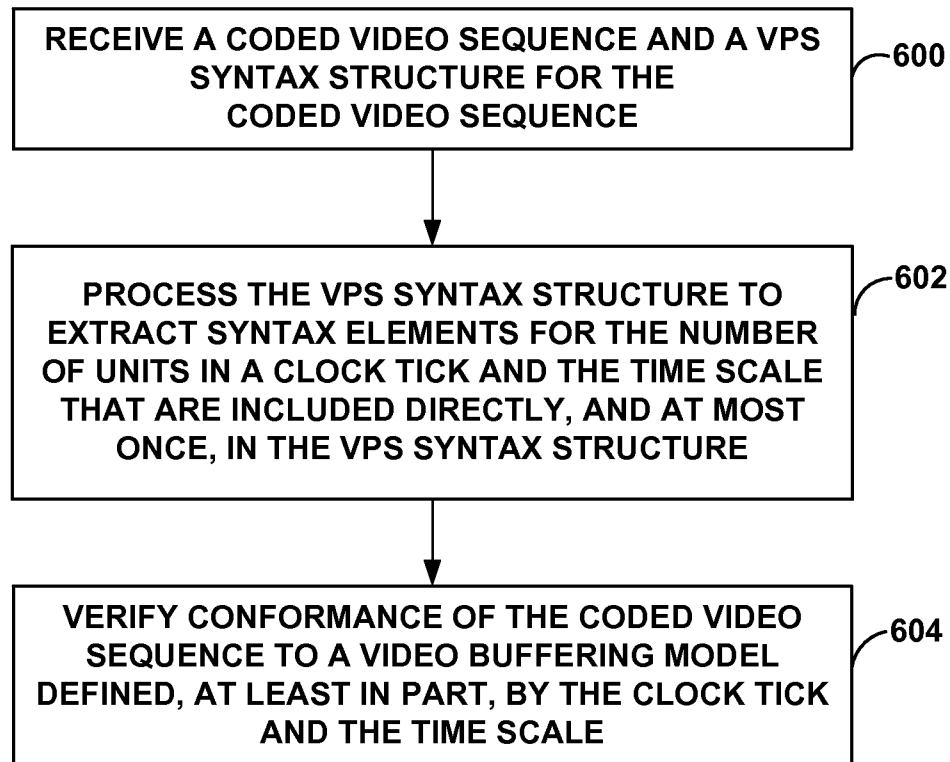 RECEIVE A CODED VIDEO SEQUENCE AND A VPS
SYNTAX STRUCTURE FOR THE
CODED VIDEO SEQUENCE
600
PROCESS THE VPS SYNTAX STRUCTURE TO
EXTRACT SYNTAX ELEMENTS FOR THE NUMBER
OF UNITS IN A CLOCK TICK AND THE TIME SCALE
THAT ARE INCLUDED DIRECTLY, AND AT MOST
ONCE, IN THE VPS SYNTAX STRUCTURE
602
VERIFY CONFORMANCE OF THE CODED VIDEO
SEQUENCE TO A VIDEO BUFFERING MODEL
DEFINED, AT LEAST IN PART, BY THE CLOCK TICK
AND THE TIME SCALE
604